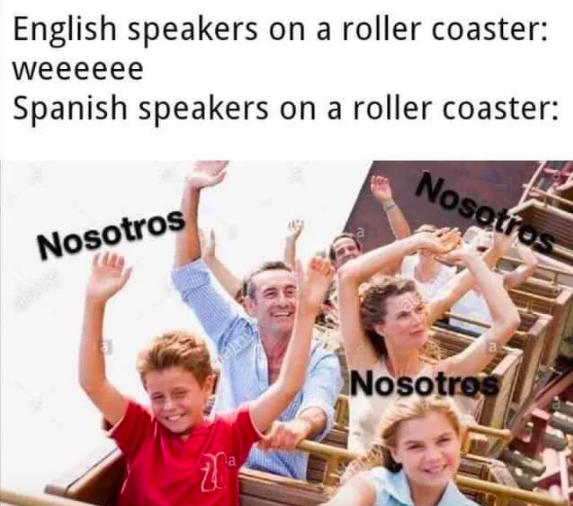 English speakers on a roller coaster:
weeeeee
Spanish speakers on a roller coaster:
Nosotros
Nosotros
Nosotros
a
a
a
a